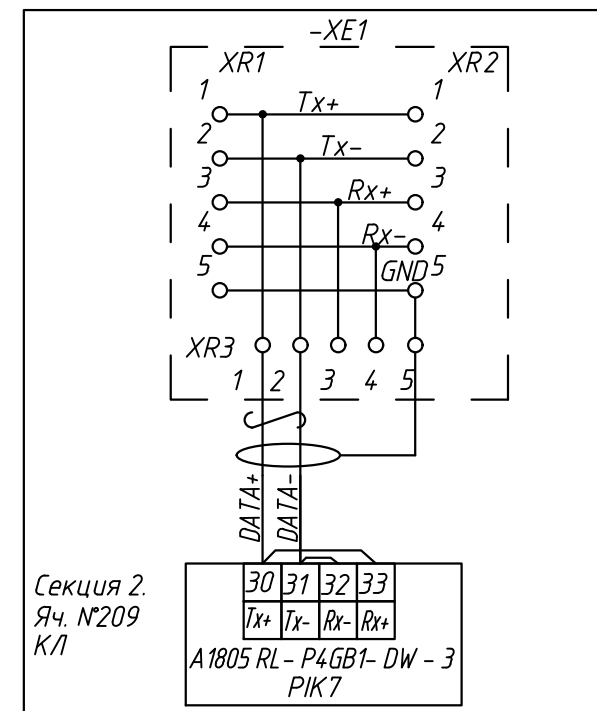 -XE1
XR1
XR2
1
Tx+
1
2
Tx-
2
3
Rx+
3
4
Rx-
4
5
GND
5
XR3
1
2
3
4
5
DATA+
DATA-
Секция 2.
Яч. №209
КЛ
30 31 32 33
Tx+ Tx- Rx- Rx+
A1805 RL - P4GB1 - DW - 3
PIK7